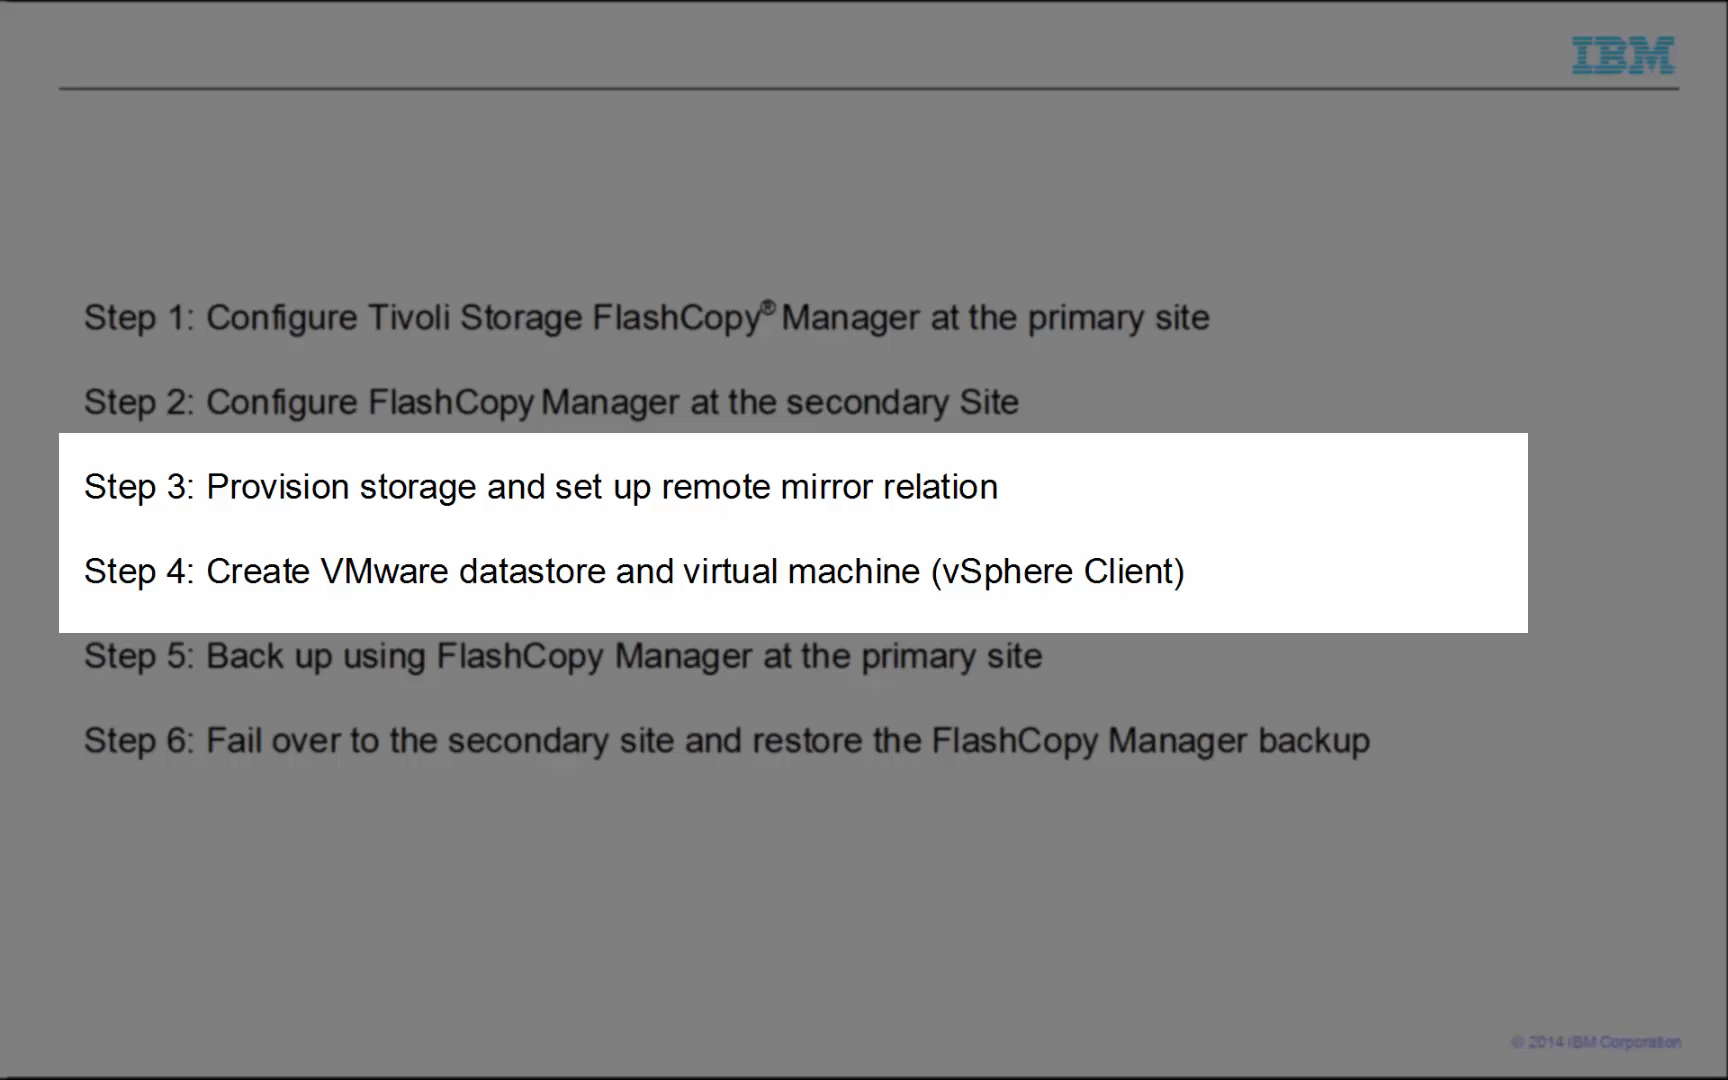 IBM
Step 1: Configure Tivoli Storage FlashCopy® Manager at the primary site
Step 2: Configure FlashCopy Manager at the secondary Site
Step 3: Provision storage and set up remote mirror relation
Step 4: Create VMware datastore and virtual machine (vSphere Client)
Step 5: Back up using FlashCopy Manager at the primary site
Step 6: Fail over to the secondary site and restore the FlashCopy Manager backup
© 2014 IBM Corporation